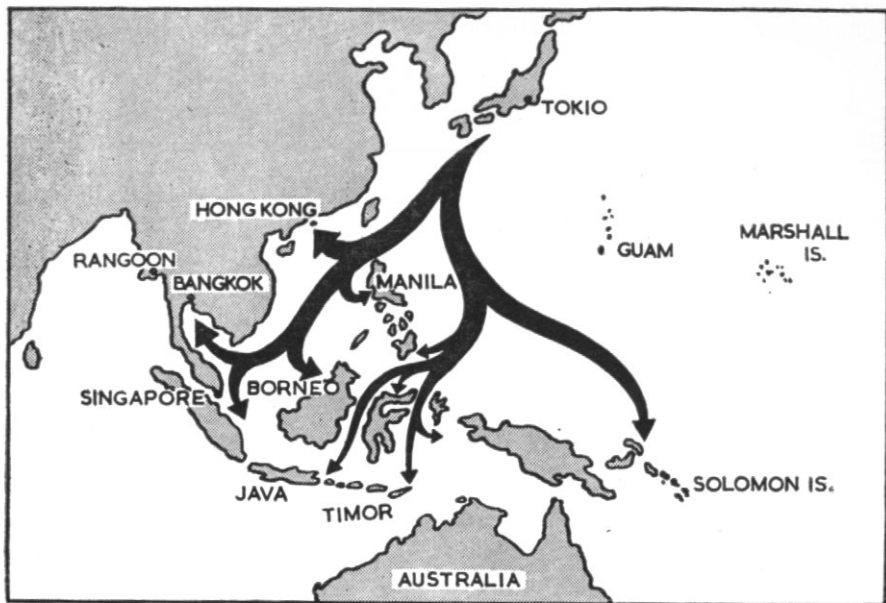 TOKIO
HONG KONG
GUAM
MARSHALL
IS.
RANGOON
BANGKOK
MANILA
SINGAPORE
BORNEO
JAVA
TIMOR
SOLOMON IS.
AUSTRALIA